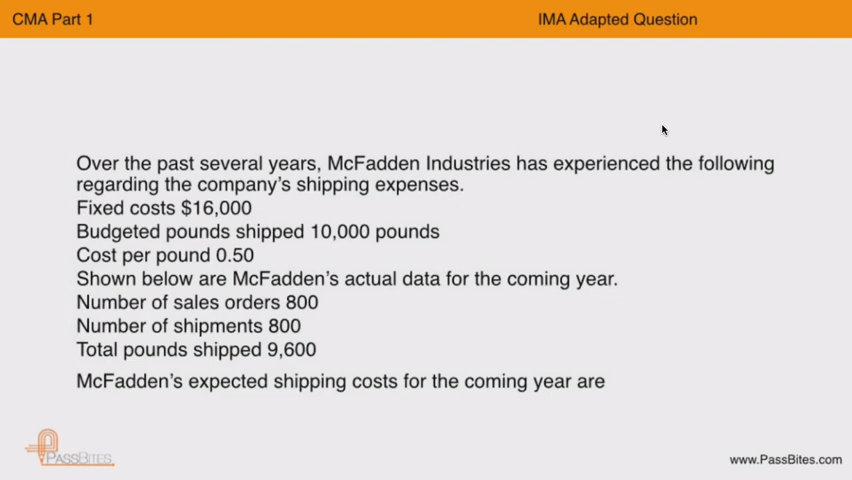 CMA Part 1
IMA Adapted Question
Over the past several years, McFadden Industries has experienced the following
regarding the company's shipping expenses.
Fixed costs $16,000
Budgeted pounds shipped 10,000 pounds
Cost per pound 0.50
Shown below are McFadden's actual data for the coming year.
Number of sales orders 800
Number of shipments 800
Total pounds shipped 9,600
McFadden's expected shipping costs for the coming year are
PASSBITES
www.PassBites.com